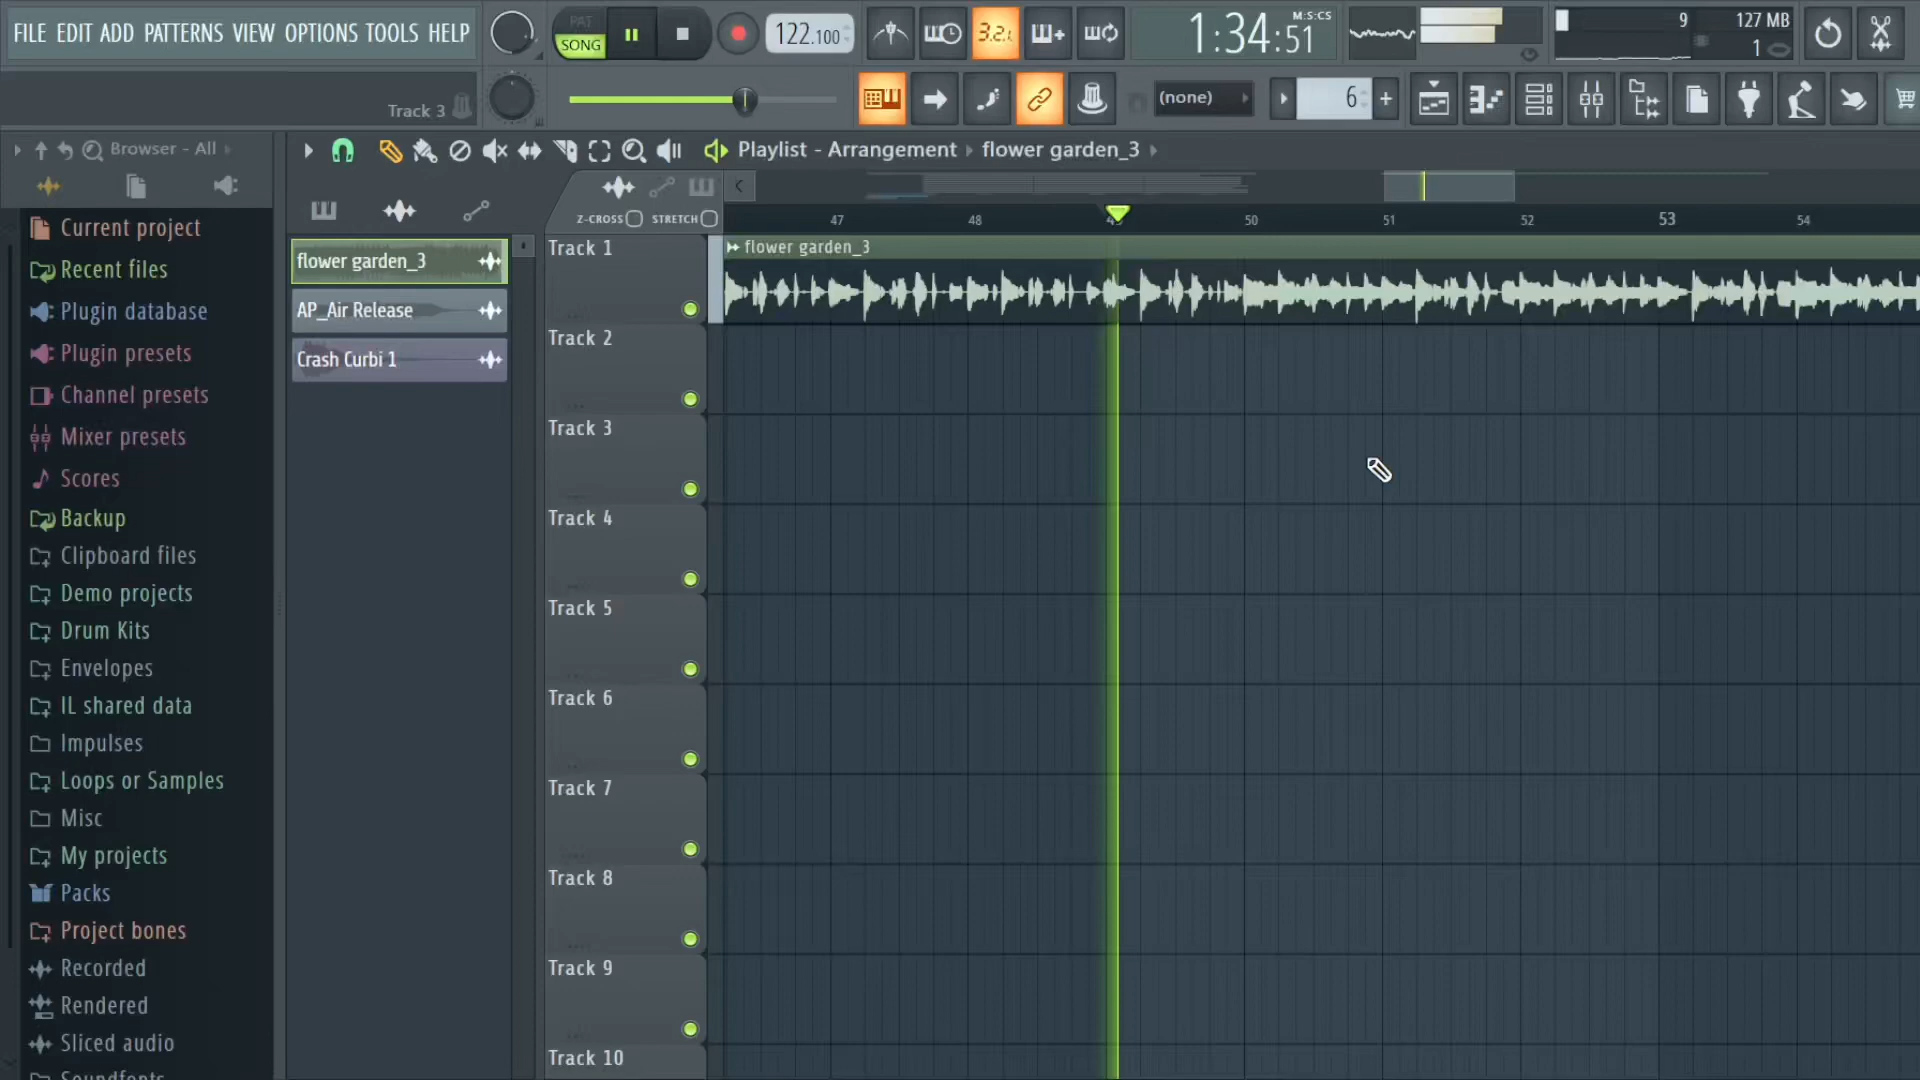 FILE EDIT ADD PATTERNS VIEW OPTIONS TOOLS HELP
PAT
SONG
122.100
3.2.1
M:S:CS
1:34:51
9
127 MB
1
Track 3
(none)
6
Browser - All
Playlist - Arrangement
flower garden_3
Z-CROSS
STRETCH
47
48
50
51
52
53
54
Current project
Recent files
Plugin database
Plugin presets
Channel presets
Mixer presets
Scores
Backup
Clipboard files
Demo projects
Drum Kits
Envelopes
IL shared data
Impulses
Loops or Samples
Misc
My projects
Packs
Project bones
Recorded
Rendered
Sliced audio
flower garden_3
AP_Air Release
Crash Curbi 1
Track 1
flower garden_3
Track 2
Track 3
Track 4
Track 5
Track 6
Track 7
Track 8
Track 9
Track 10